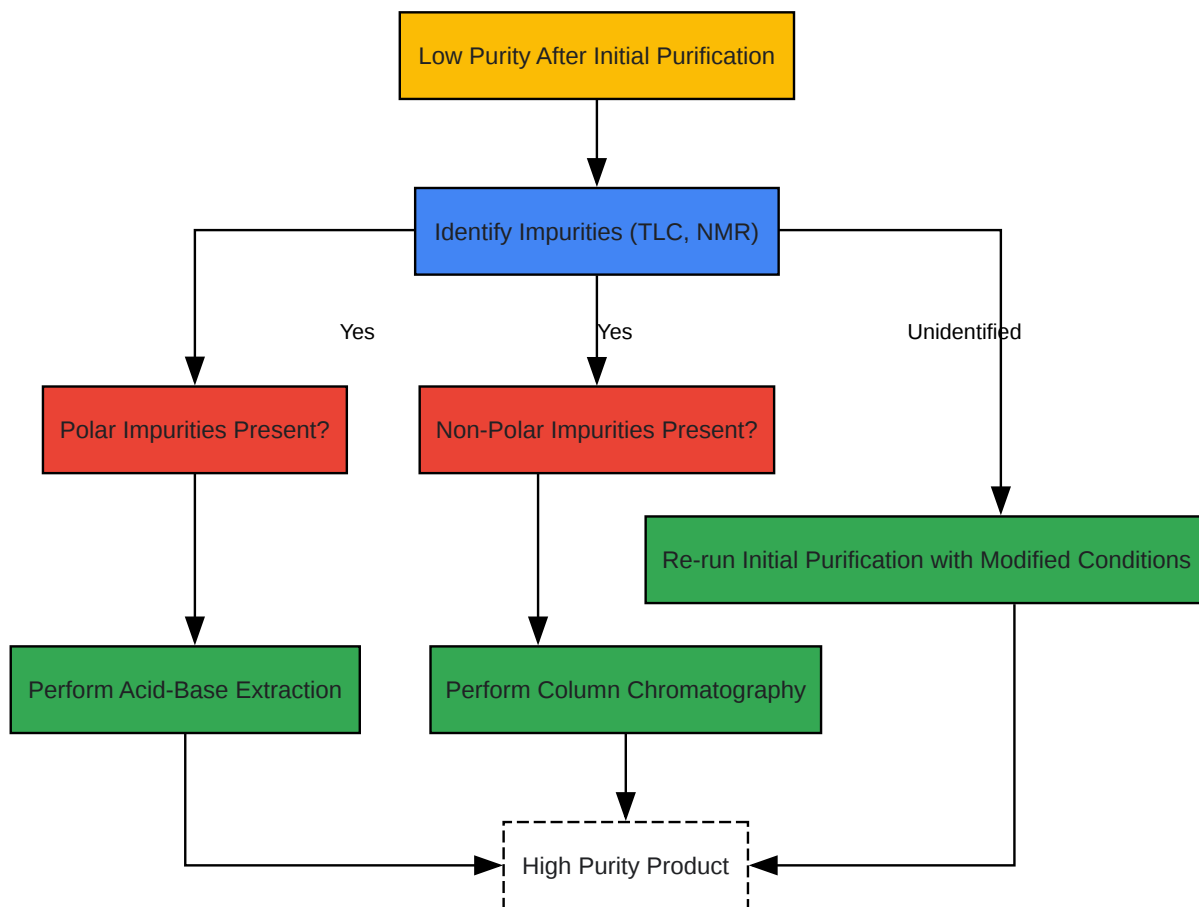 Low Purity After Initial Purification
Identify Impurities (TLC, NMR)
Yes
Yes
Unidentified
Polar Impurities Present?
Non-Polar Impurities Present?
Re-run Initial Purification with Modified Conditions
Perform Acid-Base Extraction
Perform Column Chromatography
High Purity Product